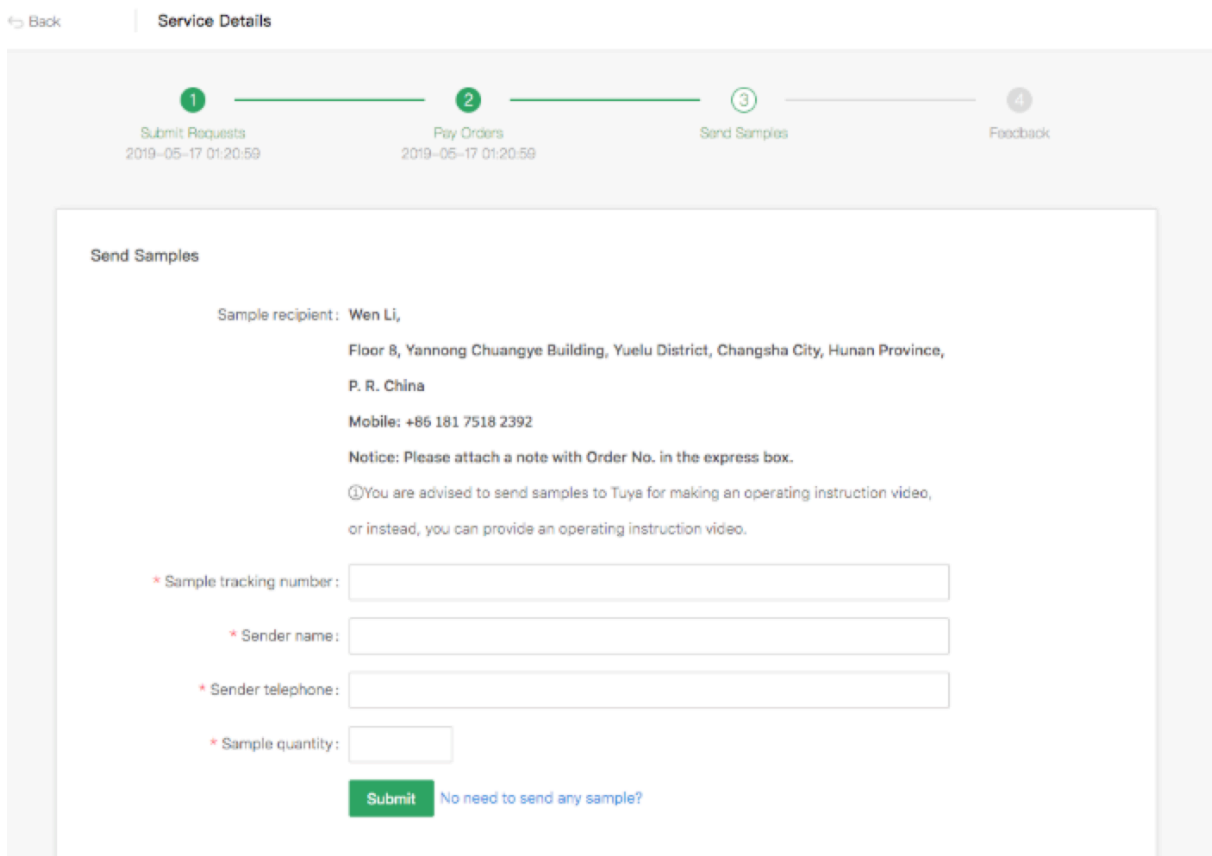 Back
Service Details
1
2
3
4
Submit Requests
Pay Orders
Send Samples
Feedback
2019-05-17 01:20:59
2019-05-17 01:20:59
Send Samples
Sample recipient: Wen Li,
Floor 8, Yannong Chuangye Building, Yuelu District, Changsha City, Hunan Province,
P. R. China
Mobile: +86 181 7518 2392
Notice: Please attach a note with Order No. in the express box.
ⓘYou are advised to send samples to Tuya for making an operating instruction video,
or instead, you can provide an operating instruction video.
* Sample tracking number:
* Sender name:
* Sender telephone:
* Sample quantity:
Submit No need to send any sample?